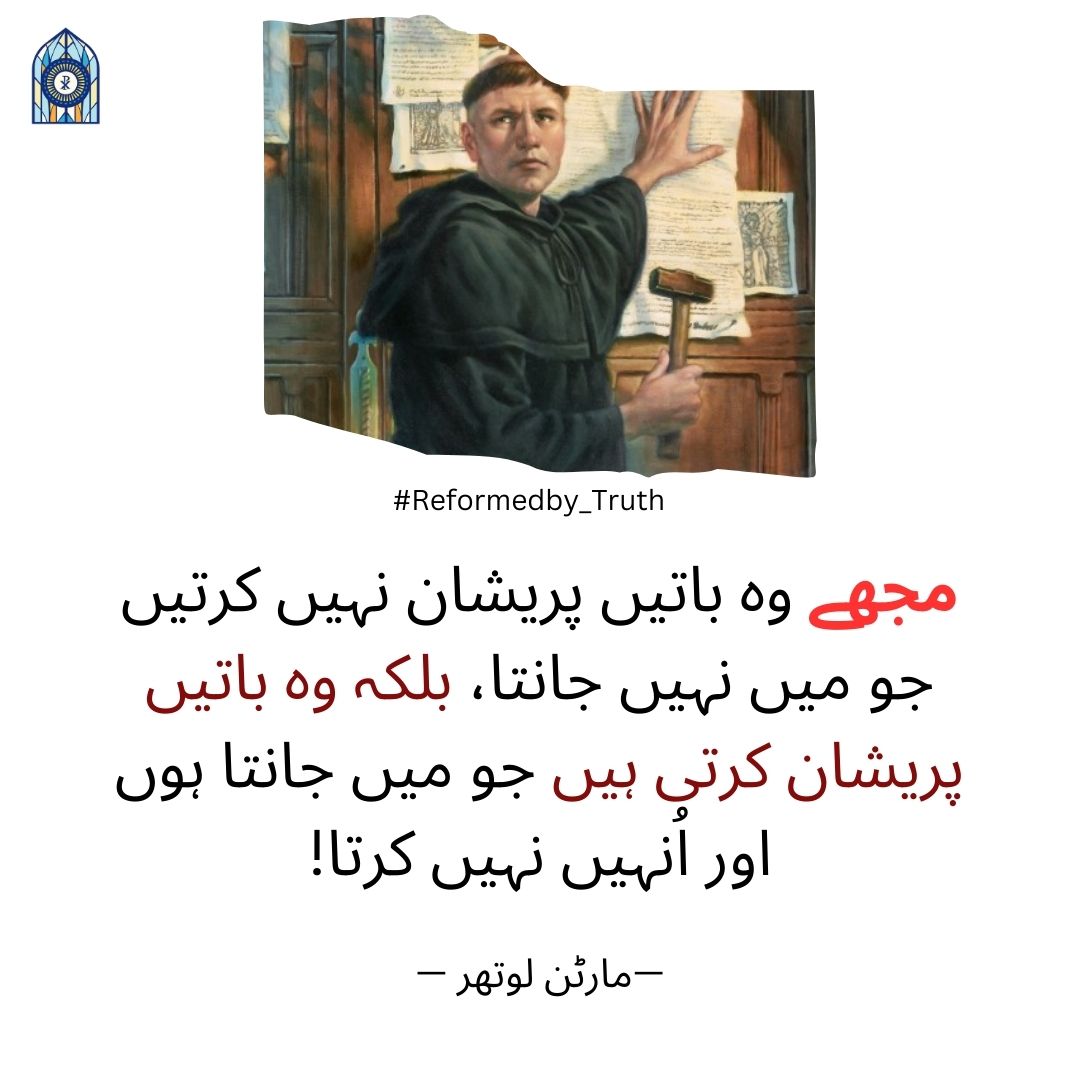 #Reformedby_Truth
مجھے وہ باتیں پریشان نہیں کرتیں
جو میں نہیں جانتا، بلکہ وہ باتیں
پریشان کرتی ہیں جو میں جانتا ہوں
اور اُنہیں نہیں کرتا!
—مارٹن لوتھر —